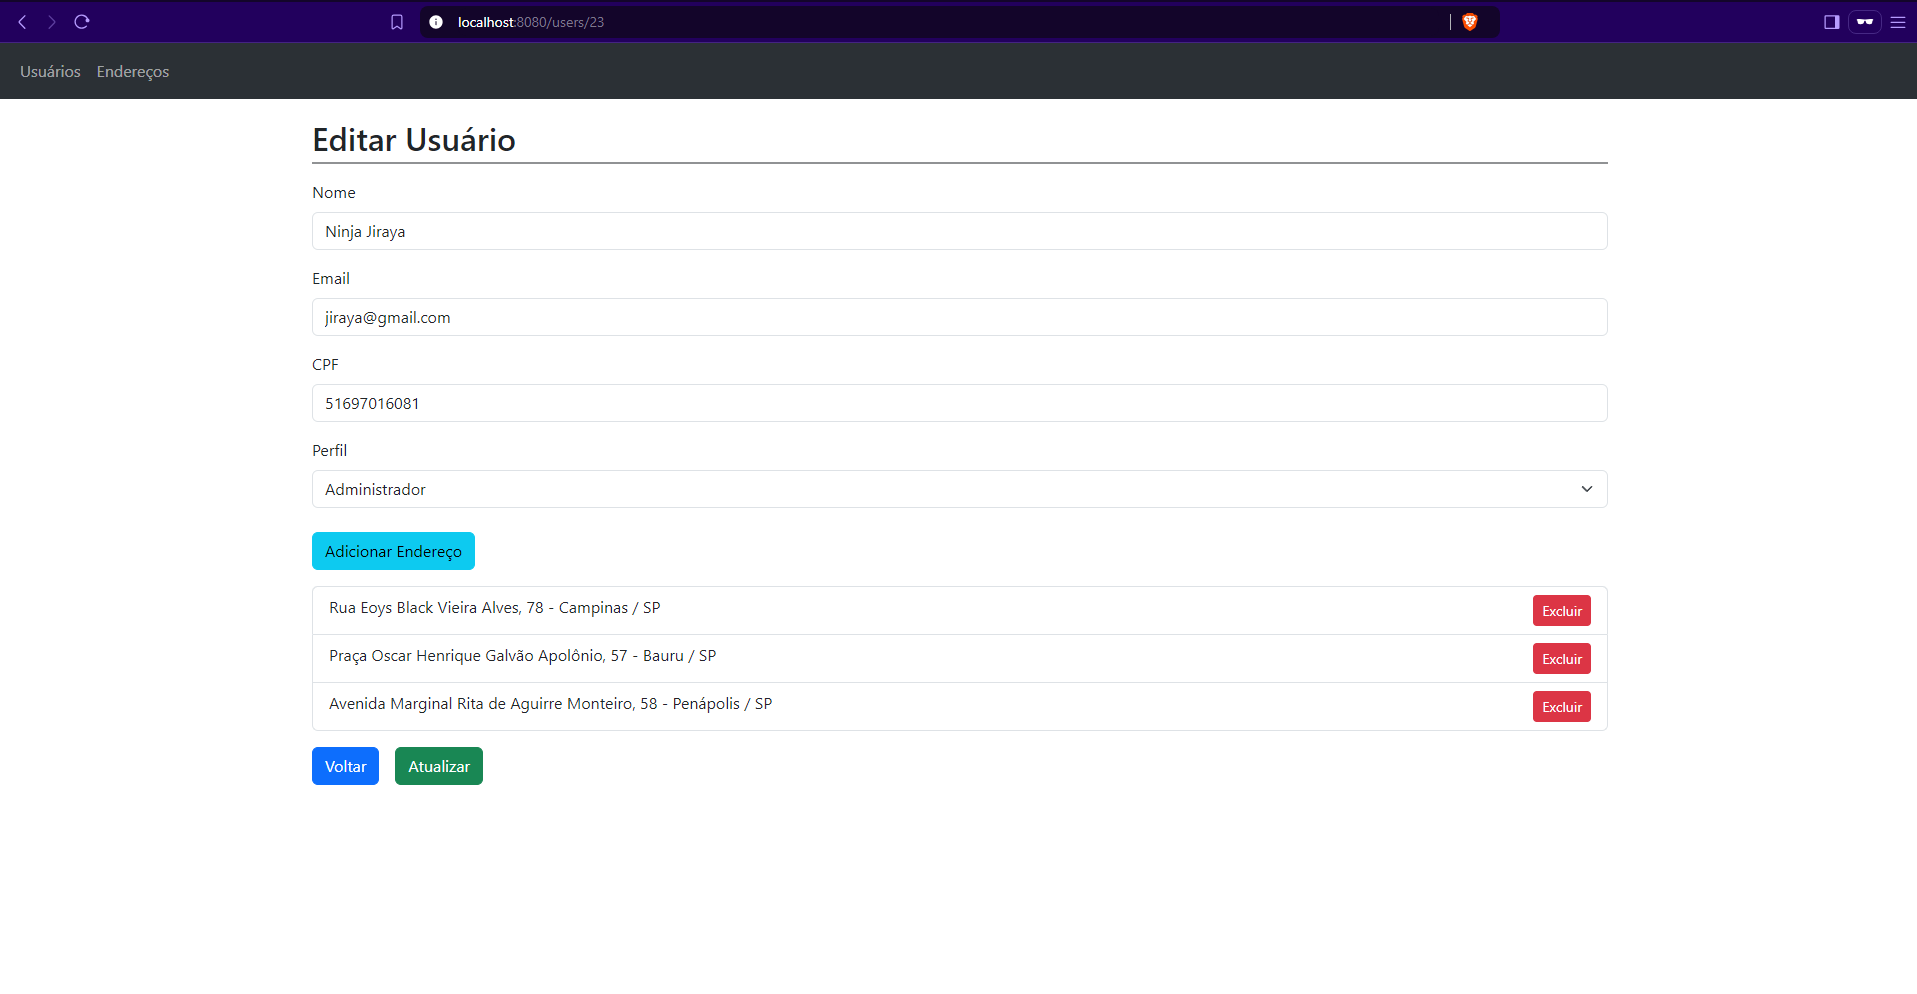 localhost:8080/users/23
Usuários Endereços
Editar Usuário
Nome
Ninja Jiraya
Email
jiraya@gmail.com
CPF
51697016081
Perfil
Administrador
Adicionar Endereço
Rua Eoys Black Vieira Alves, 78 - Campinas / SP Excluir
Praça Oscar Henrique Galvão Apolônio, 57 - Bauru / SP Excluir
Avenida Marginal Rita de Aguirre Monteiro, 58 - Penápolis / SP Excluir
Voltar Atualizar